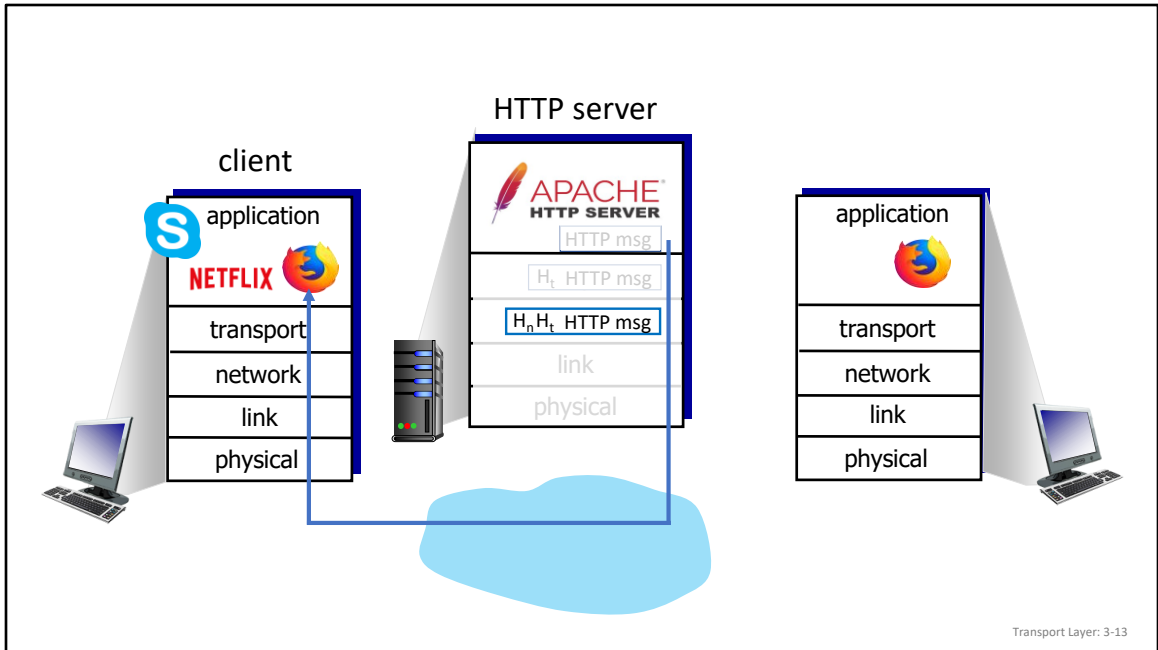 HTTP server
client
application
S
NETFLIX
transport
network
link
physical
APACHE
HTTP SERVER
HTTP msg
Ht HTTP msg
HnHt HTTP msg
link
physical
application
transport
network
link
physical
Transport Layer: 3-13